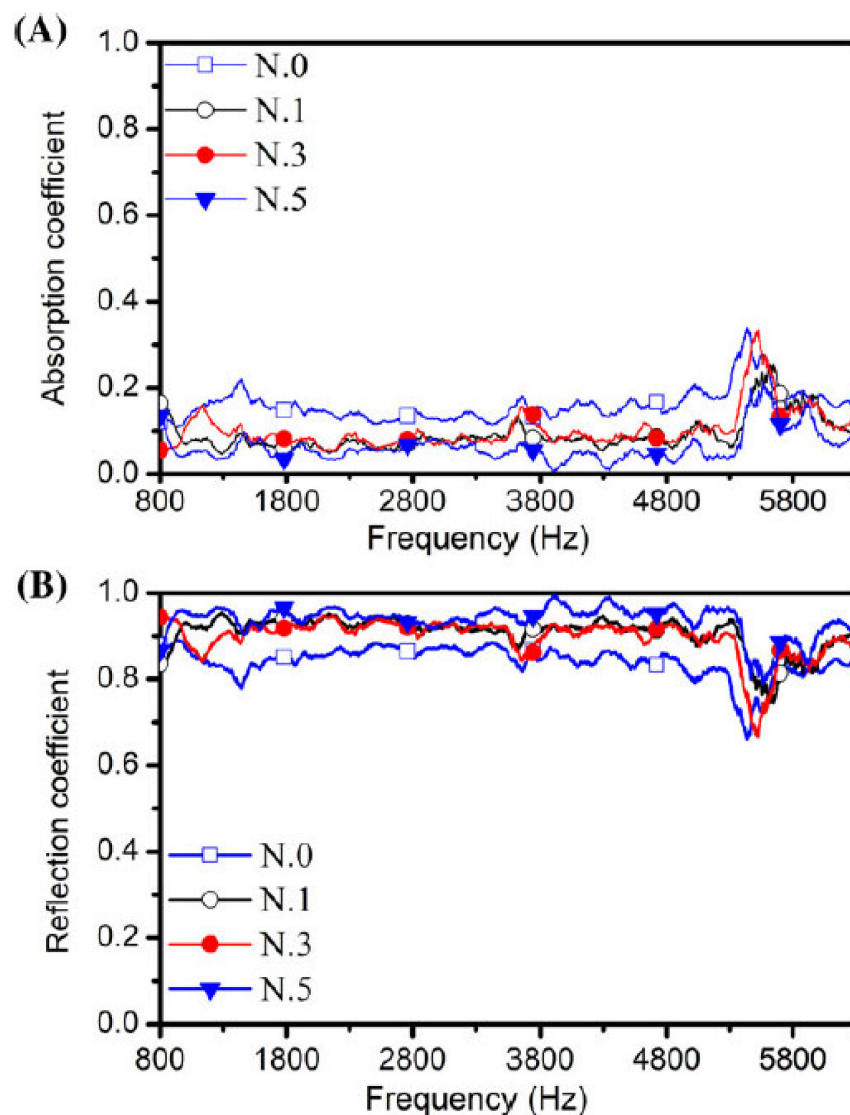 (A)
1.0
0.8
0.6
0.4
0.2
0.0
Absorption coefficient
N.0
N.1
N.3
N.5
800 1800 2800 3800 4800 5800
Frequency (Hz)
(B)
1.0
0.8
0.6
0.4
0.2
0.0
Reflection coefficient
N.0
N.1
N.3
N.5
800 1800 2800 3800 4800 5800
Frequency (Hz)